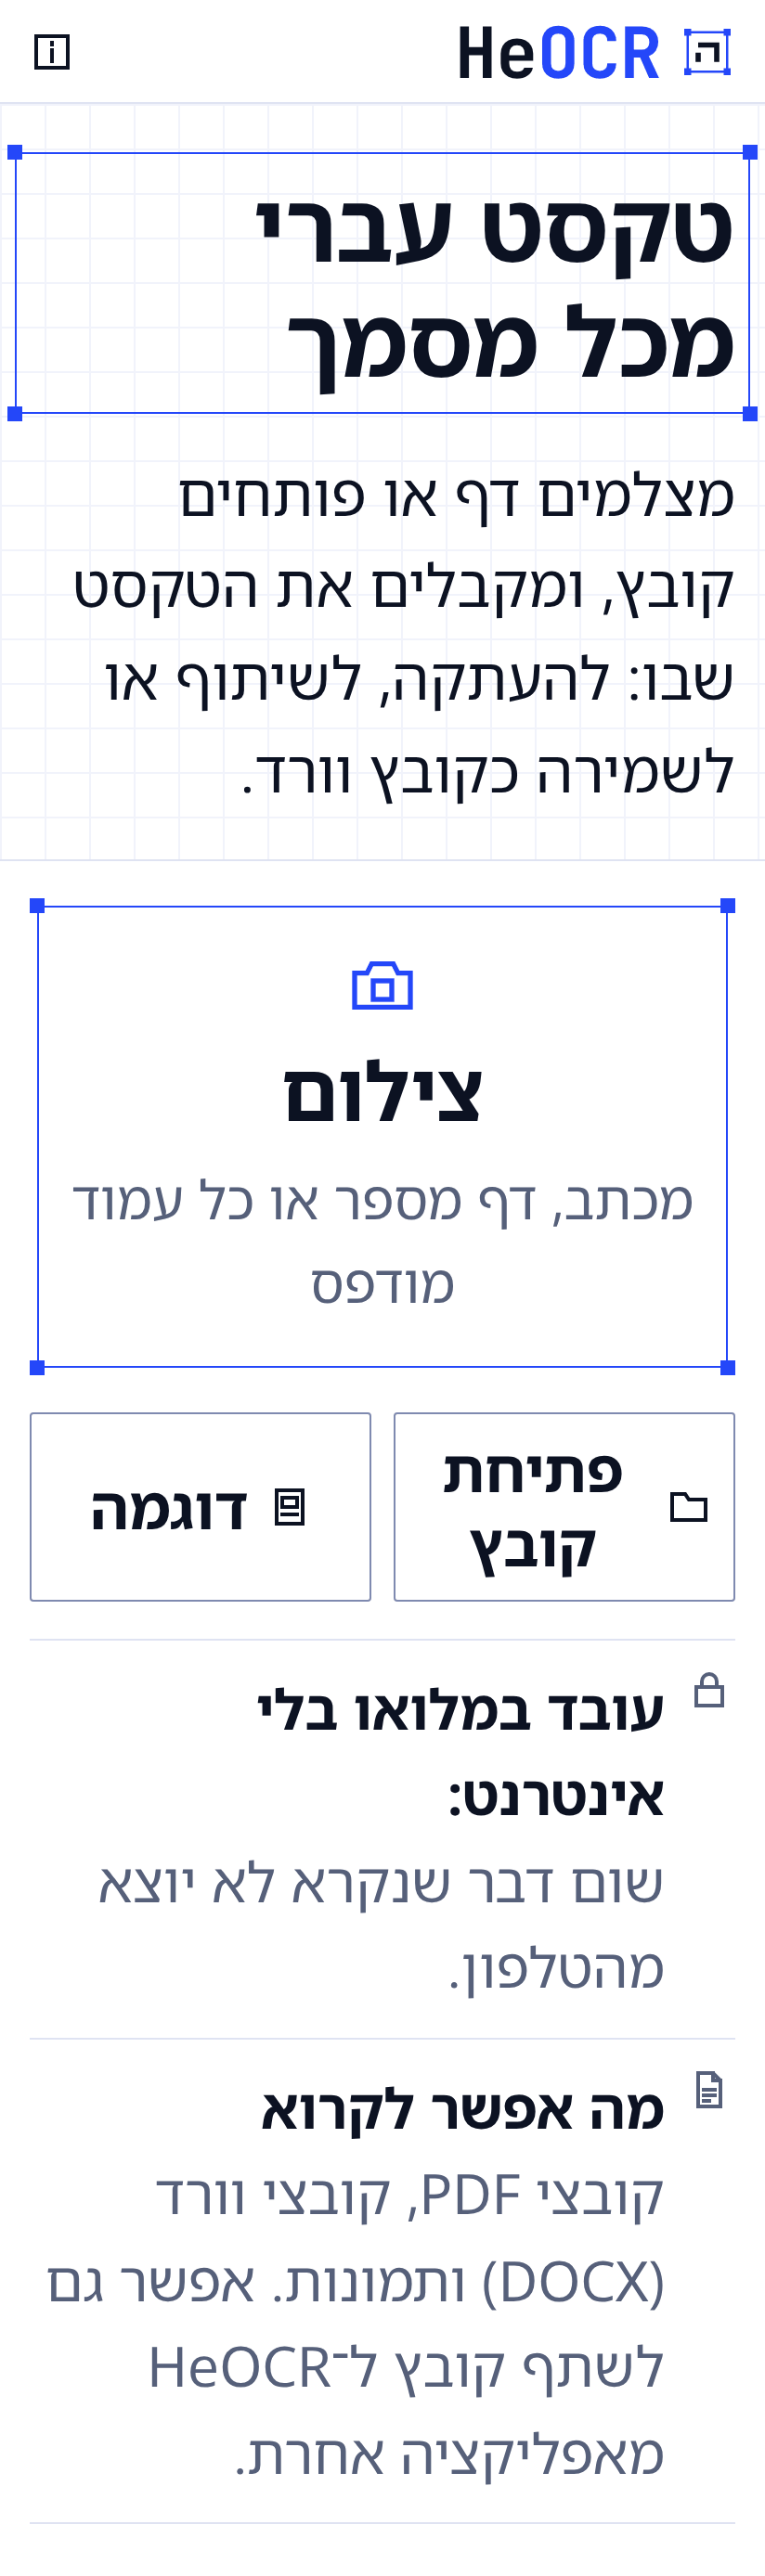 HeOCR
טקסט עברי
מכל מסמך
מצלמים דף או פותחים
קובץ, ומקבלים את הטקסט
שבו: להעתקה, לשיתוף או
לשמירה כקובץ וורד.
צילום
מכתב, דף מספר או כל עמוד
מודפס
פתיחת
קובץ
דוגמה
עובד במלואו בלי
אינטרנט:
שום דבר שנקרא לא יוצא
מהטלפון.
מה אפשר לקרוא
קובצי PDF, קובצי וורד
(DOCX) ותמונות. אפשר גם
לשתף קובץ ל־HeOCR
מאפליקציה אחרת.